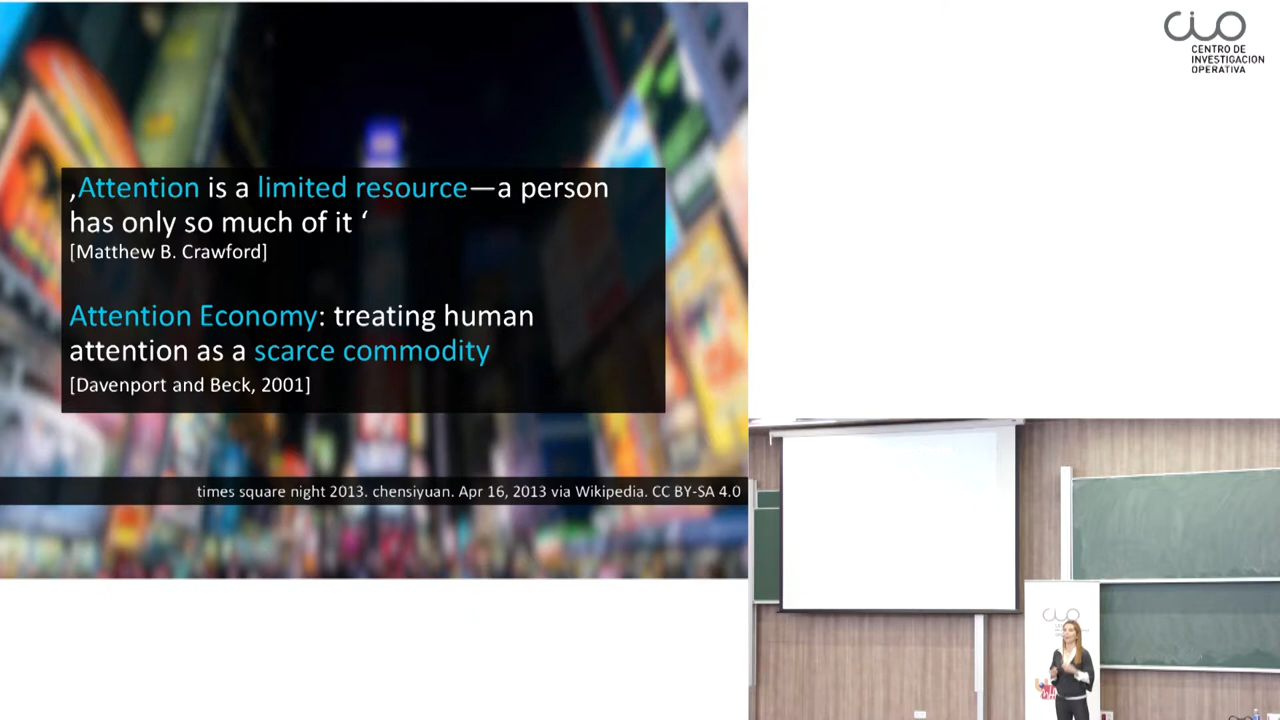 ‚Attention is a limited resource—a person
has only so much of it ‘
[Matthew B. Crawford]
Attention Economy: treating human
attention as a scarce commodity
[Davenport and Beck, 2001]
times square night 2013. chensiyuan. Apr 16, 2013 via Wikipedia. CC BY-SA 4.0
CIO
CENTRO DE
INVESTIGACION
OPERATIVA
CIO